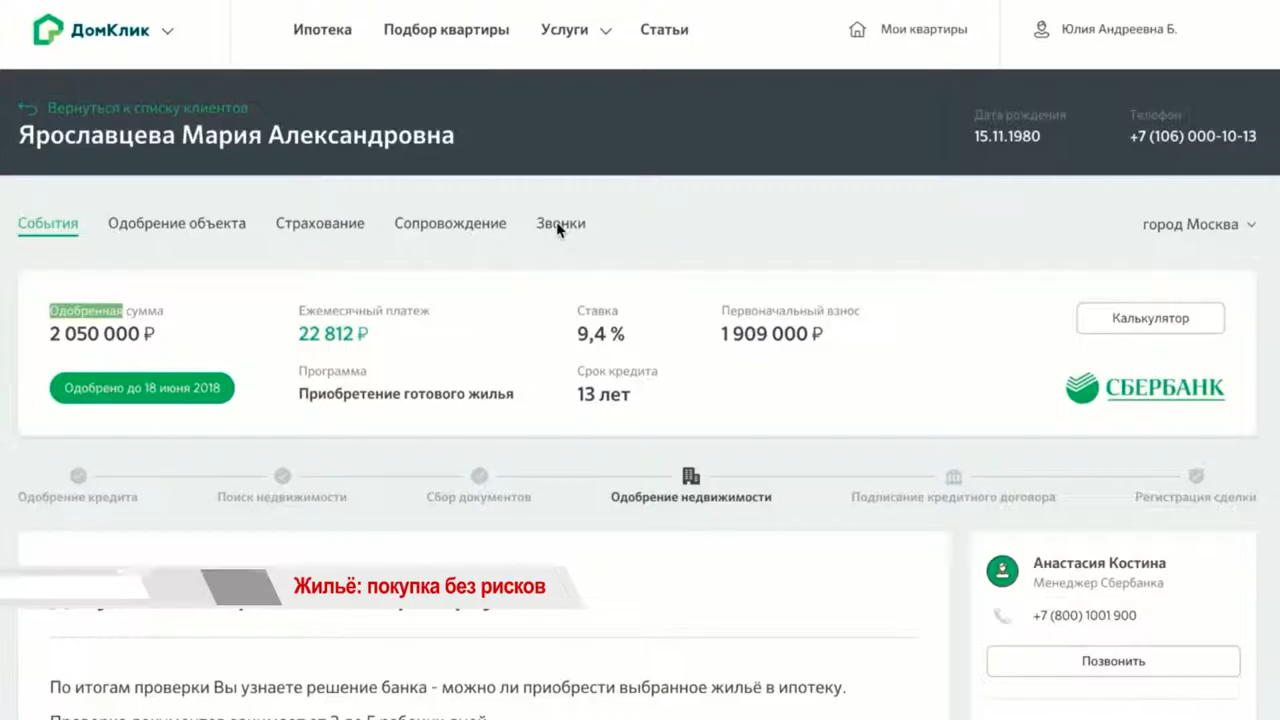 ДомКлик
Ипотека
Подбор квартиры
Услуги
Статьи
Мои квартиры
Юлия Андреевна Б.
Вернуться к списку клиентов
Ярославцева Мария Александровна
Дата рождения
15.11.1980
Телефон
+7 (106) 000-10-13
События
Одобрение объекта
Страхование
Сопровождение
Звонки
город Москва
Одобренная сумма
2 050 000 ₽
Ежемесячный платеж
22 812 ₽
Ставка
9,4 %
Первоначальный взнос
1 909 000 ₽
Калькулятор
Одобрено до 18 июня 2018
Программа
Приобретение готового жилья
Срок кредита
13 лет
СБЕРБАНК
Одобрение кредита
Поиск недвижимости
Сбор документов
Одобрение недвижимости
Подписание кредитного договора
Регистрация сделки
Жильё: покупка без рисков
Анастасия Костина
Менеджер Сбербанка
+7 (800) 1001 900
Позвонить
По итогам проверки Вы узнаете решение банка - можно ли приобрести выбранное жильё в ипотеку.